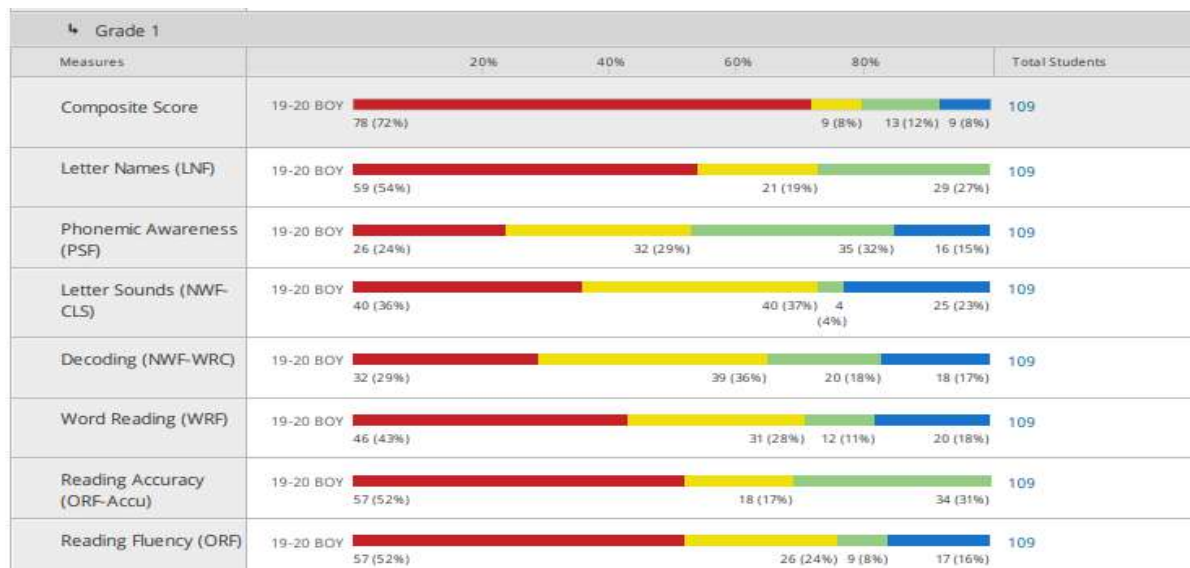 ↳ Grade 1
Measures 20% 40% 60% 80% Total Students
Composite Score 19-20 BOY 109
78 (72%) 9 (8%) 13 (12%) 9 (8%)
Letter Names (LNF) 19-20 BOY 109
59 (54%) 21 (19%) 29 (27%)
Phonemic Awareness
(PSF) 19-20 BOY 109
26 (24%) 32 (29%) 35 (32%) 16 (15%)
Letter Sounds (NWF-
CLS) 19-20 BOY 109
40 (36%) 40 (37%) 4
(4%) 25 (23%)
Decoding (NWF-WRC) 19-20 BOY 109
32 (29%) 39 (36%) 20 (18%) 18 (17%)
Word Reading (WRF) 19-20 BOY 109
46 (43%) 31 (28%) 12 (11%) 20 (18%)
Reading Accuracy
(ORF-Accu) 19-20 BOY 109
57 (52%) 18 (17%) 34 (31%)
Reading Fluency (ORF) 19-20 BOY 109
57 (52%) 26 (24%) 9 (8%) 17 (16%)